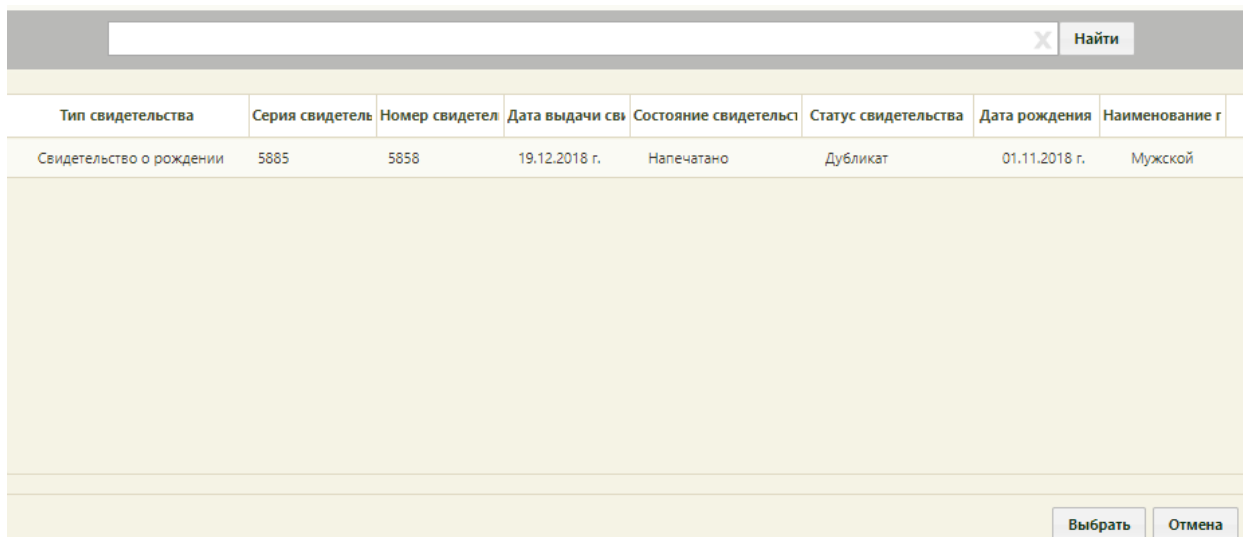 X Найти
Тип свидетельства Серия свидетель Номер свидетел Дата выдачи сви Состояние свидетельст Статус свидетельства Дата рождения Наименование г
Свидетельство о рождении 5885 5858 19.12.2018 г. Напечатано Дубликат 01.11.2018 г. Мужской
Выбрать Отмена